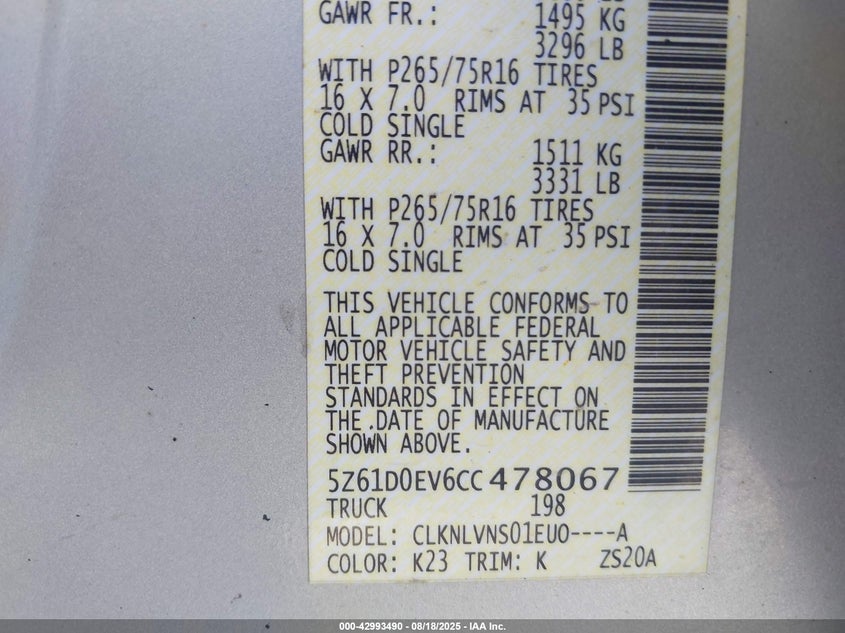 GAWR FR.: 1495 KG
3296 LB
WITH P265/75R16 TIRES
16 X 7.0 RIMS AT 35 PSI
COLD SINGLE
GAWR RR.: 1511 KG
3331 LB
WITH P265/75R16 TIRES
16 X 7.0 RIMS AT 35 PSI
COLD SINGLE
THIS VEHICLE CONFORMS TO
ALL APPLICABLE FEDERAL
MOTOR VEHICLE SAFETY AND
THEFT PREVENTION
STANDARDS IN EFFECT ON
THE DATE OF MANUFACTURE
SHOWN ABOVE.
5Z61D0EV6CC478067
TRUCK 198
MODEL: CLKNLVNS01EUO----A
COLOR: K23 TRIM: K ZS20A
000-42993490 - 08/18/2025 - IAA Inc.